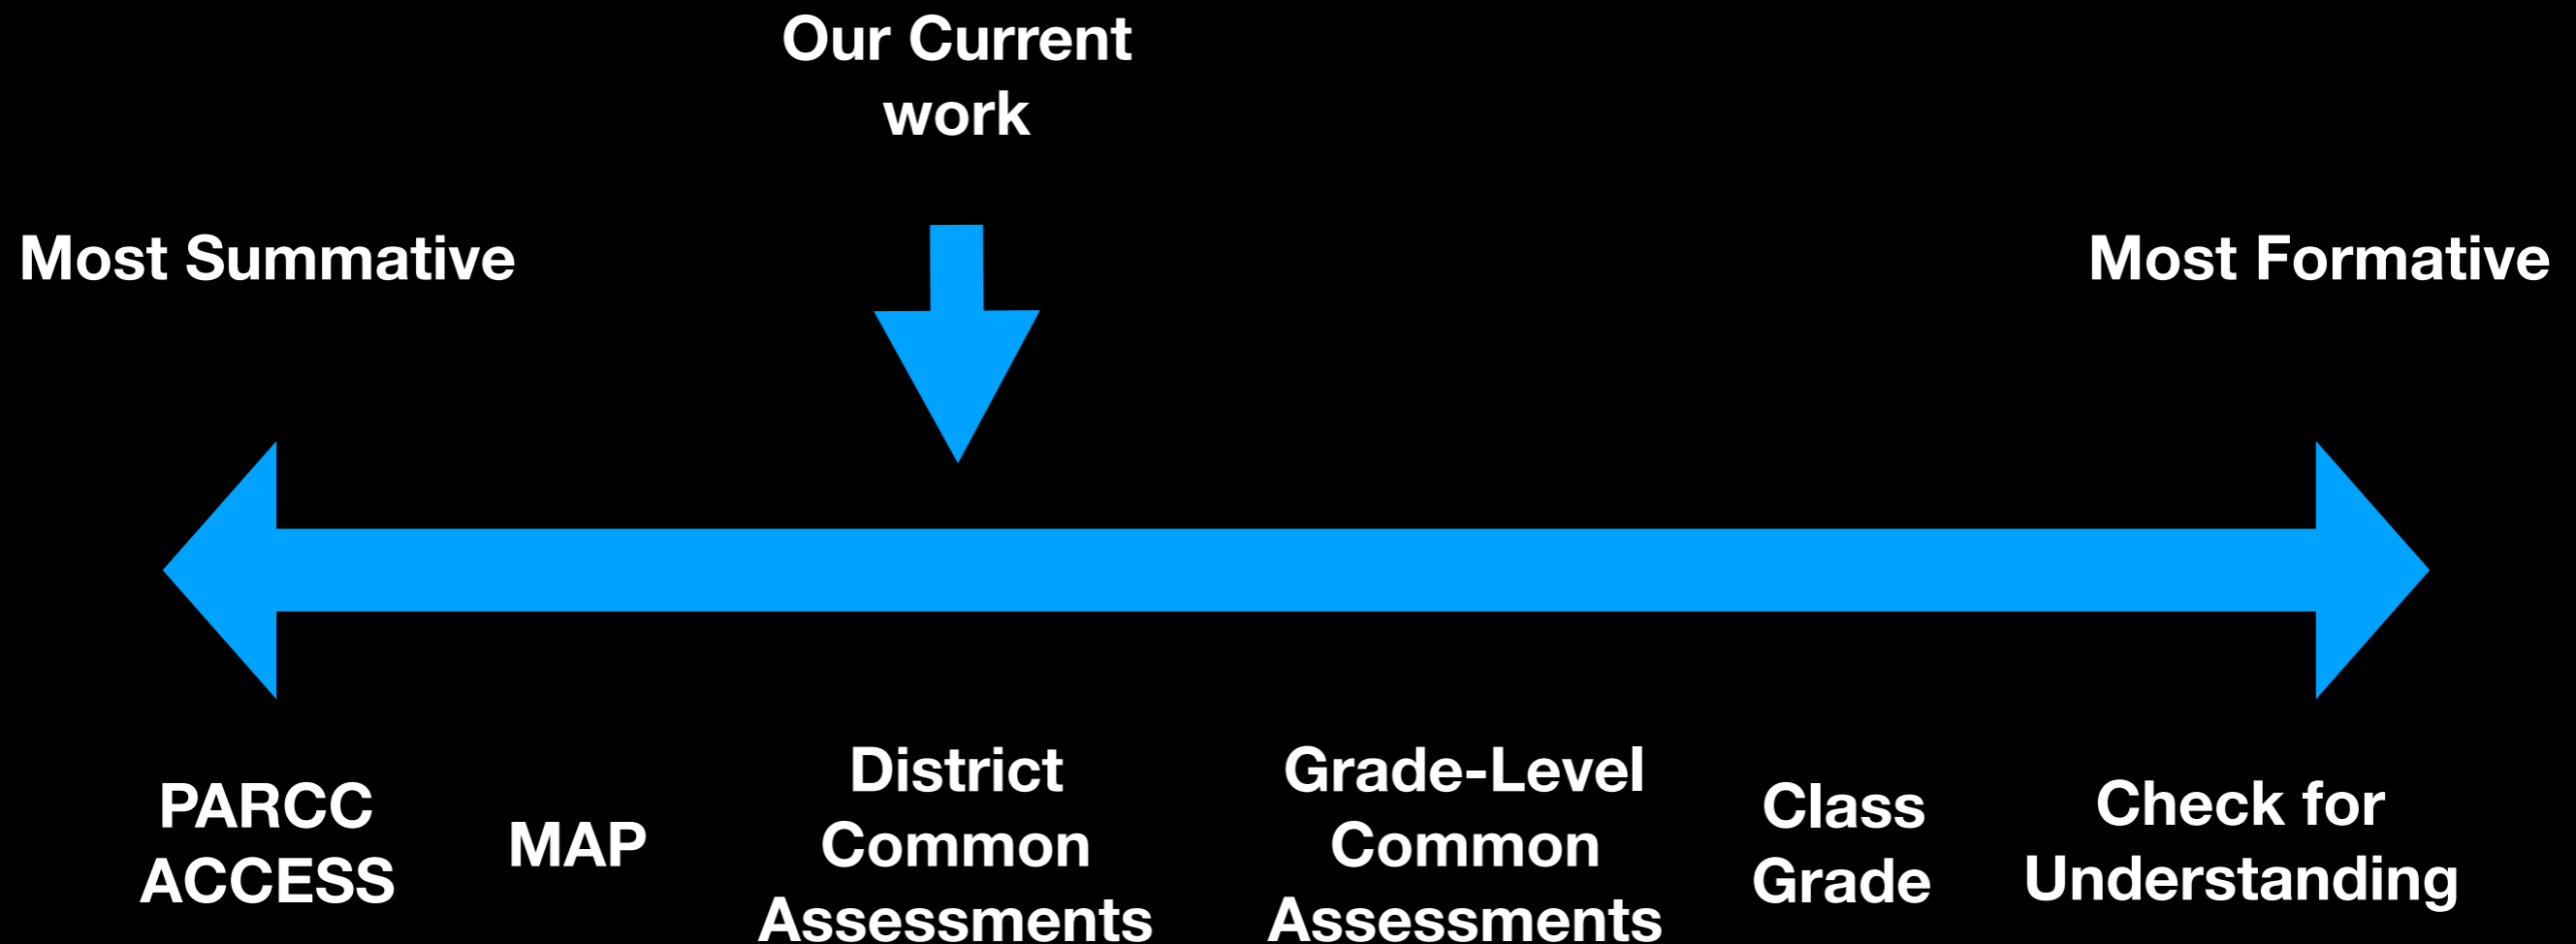 Our Current
work
Most Summative
Most Formative
PARCC
ACCESS
MAP
District
Common
Assessments
Grade-Level
Common
Assessments
Class
Grade
Check for
Understanding